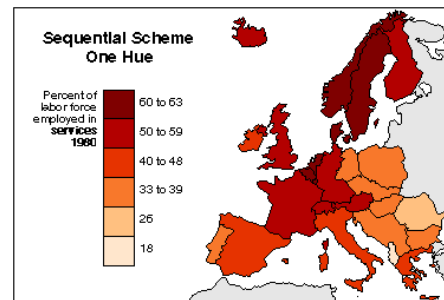 Sequential Scheme
One Hue
Percent of
labor force
employed in
services
1980
60 to 63
50 to 59
40 to 48
33 to 39
26
18